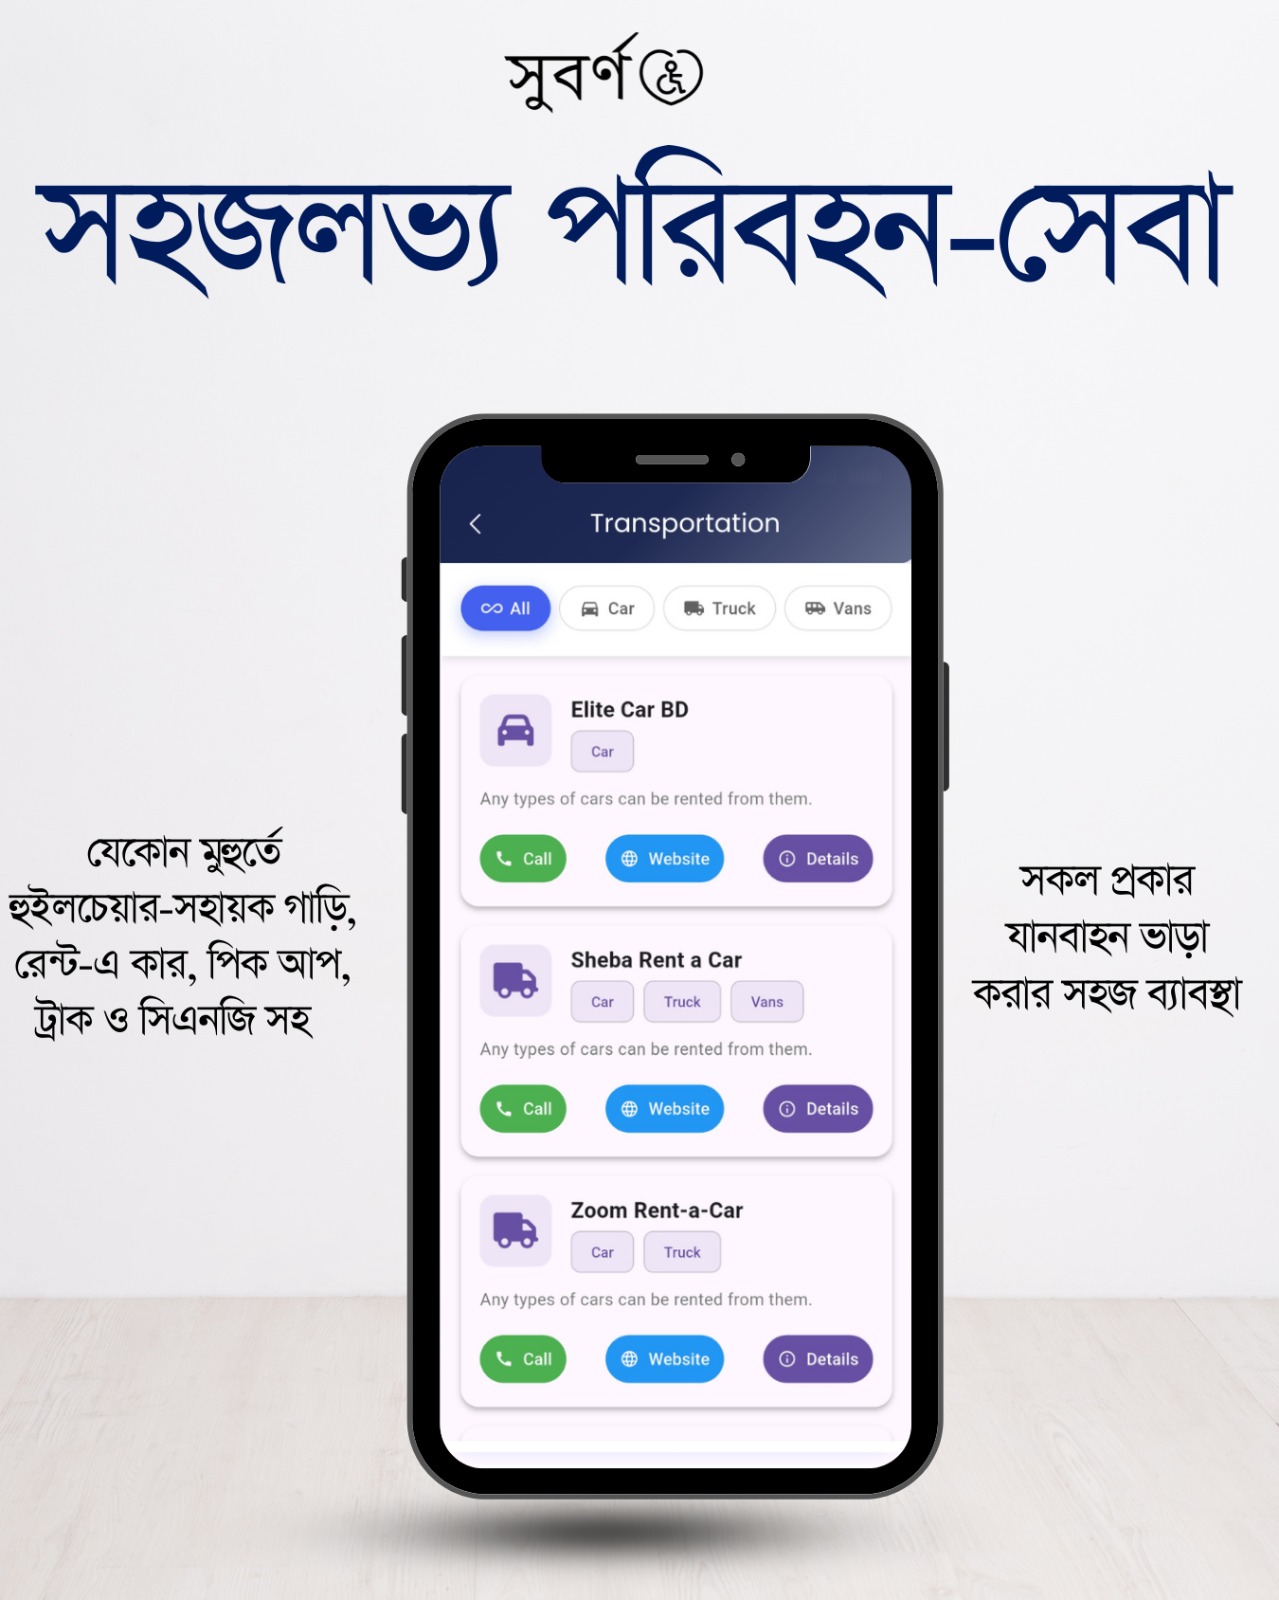 সুবর্ণ
সহজলভ্য পরিবহন-সেবা
Transportation
All Car Truck Vans
Elite Car BD
Car
Any types of cars can be rented from them.
Call Website Details
Sheba Rent a Car
Car Truck Vans
Any types of cars can be rented from them.
Call Website Details
Zoom Rent-a-Car
Car Truck
Any types of cars can be rented from them.
Call Website Details
যেকোন মুহুর্তে
হুইলচেয়ার-সহায়ক গাড়ি,
রেন্ট-এ কার, পিক আপ,
ট্রাক ও সিএনজি সহ
সকল প্রকার
যানবাহন ভাড়া
করার সহজ ব্যাবস্থা